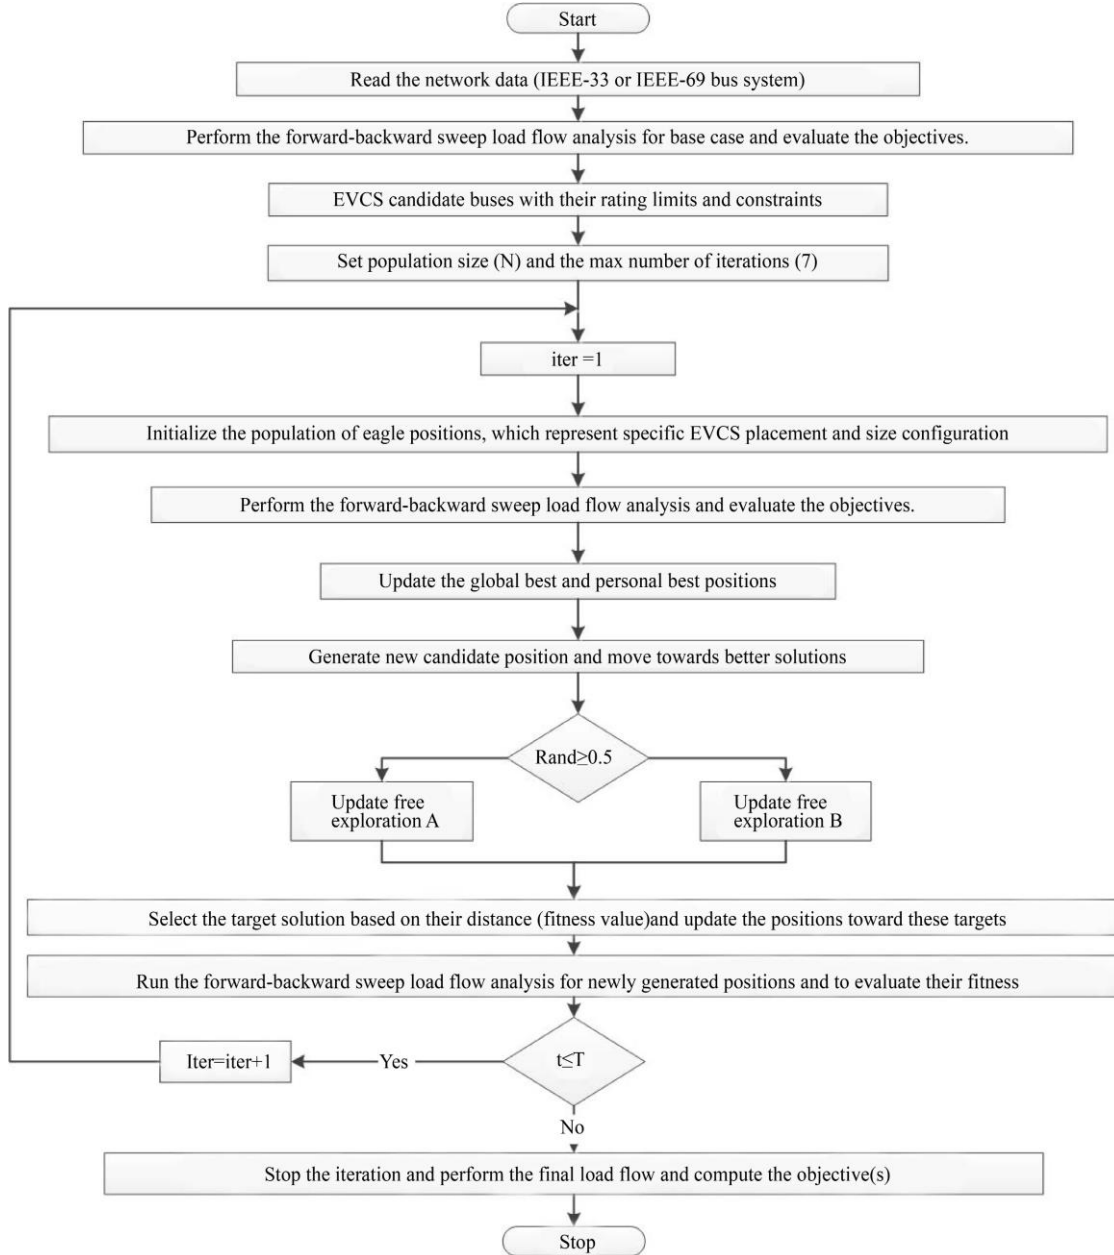 Start
Read the network data (IEEE-33 or IEEE-69 bus system)
Perform the forward-backward sweep load flow analysis for base case and evaluate the objectives.
EVCS candidate buses with their rating limits and constraints
Set population size (N) and the max number of iterations (7)
iter =1
Initialize the population of eagle positions, which represent specific EVCS placement and size configuration
Perform the forward-backward sweep load flow analysis and evaluate the objectives.
Update the global best and personal best positions
Generate new candidate position and move towards better solutions
Rand≥0.5
Update free
exploration A
Update free
exploration B
Select the target solution based on their distance (fitness value)and update the positions toward these targets
Run the forward-backward sweep load flow analysis for newly generated positions and to evaluate their fitness
Iter=iter+1
Yes
t≤T
No
Stop the iteration and perform the final load flow and compute the objective(s)
Stop